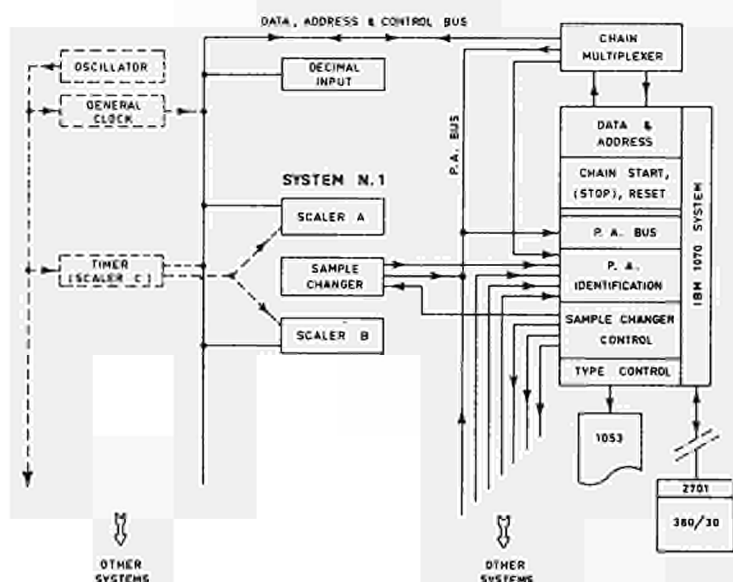 DATA, ADDRESS & CONTROL BUS
OSCILLATOR
GENERAL
CLOCK
DECIMAL
INPUT
CHAIN
MULTIPLEXER
P.A. BUS
DATA &
ADDRESS
CHAIN START,
(STOP), RESET
P. A. BUS
P. A.
IDENTIFICATION
SAMPLE CHANGER
CONTROL
TYPE CONTROL
IBM 1070 SYSTEM
SYSTEM N.1
SCALER A
TIMER
(SCALER C)
SAMPLE
CHANGER
SCALER B
1053
2701
360/30
OTHER
SYSTEMS
OTHER
SYSTEMS